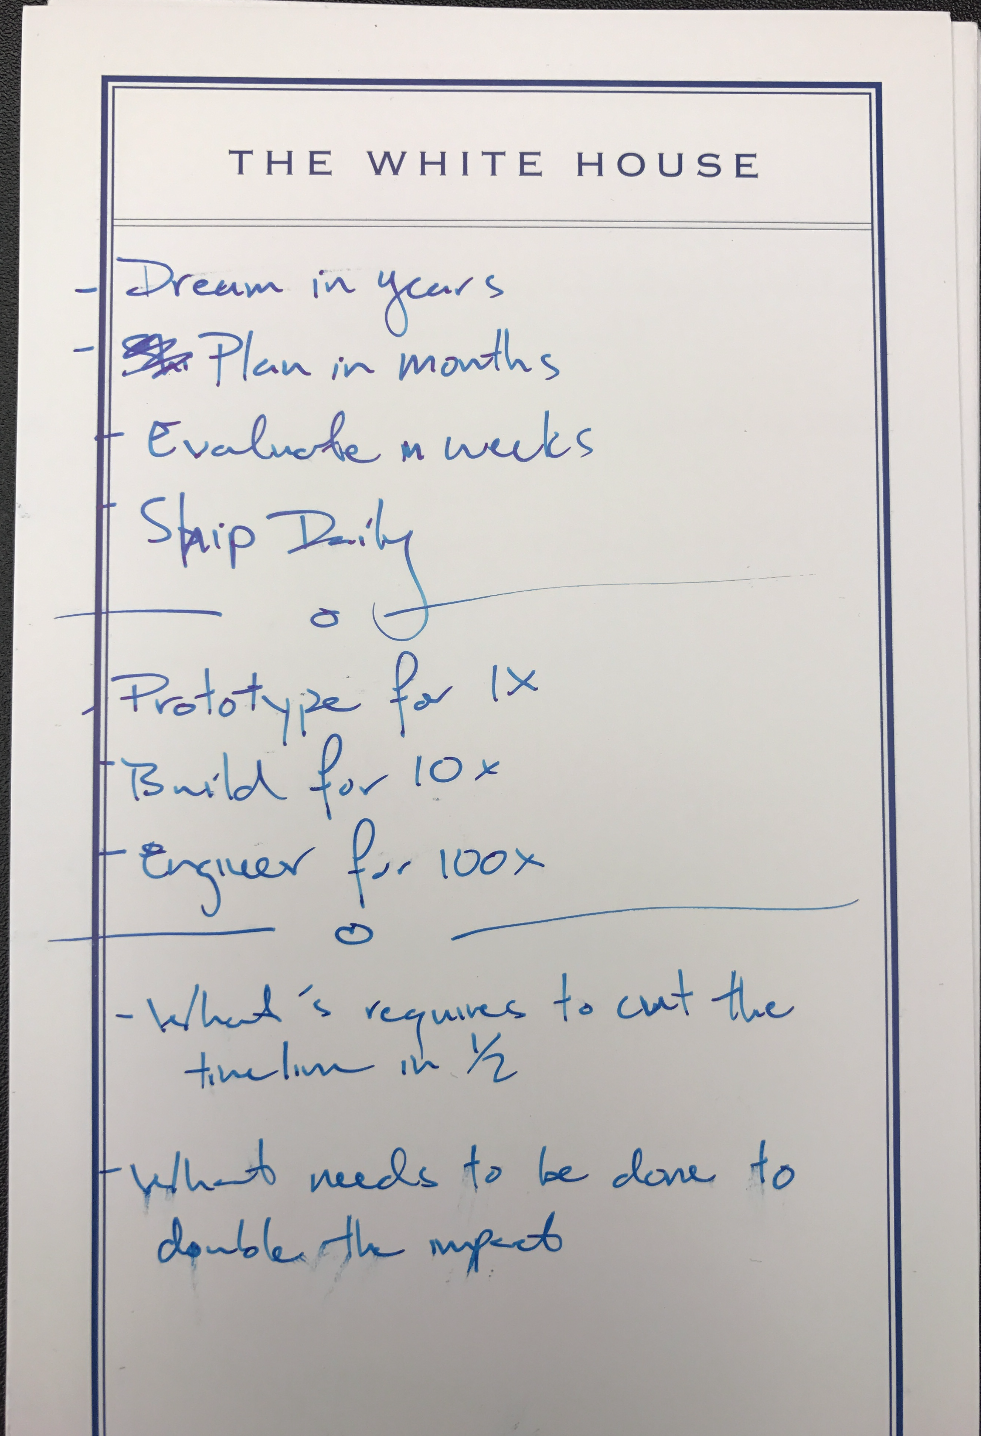 THE WHITE HOUSE
- Dream in years
- Plan in months
- Evaluate in weeks
- Ship Daily
- Prototype for 1X
- Build for 10x
- Engineer for 100x
- What's requires to cut the
timeline in 1/2
- What needs to be done to
double the impact